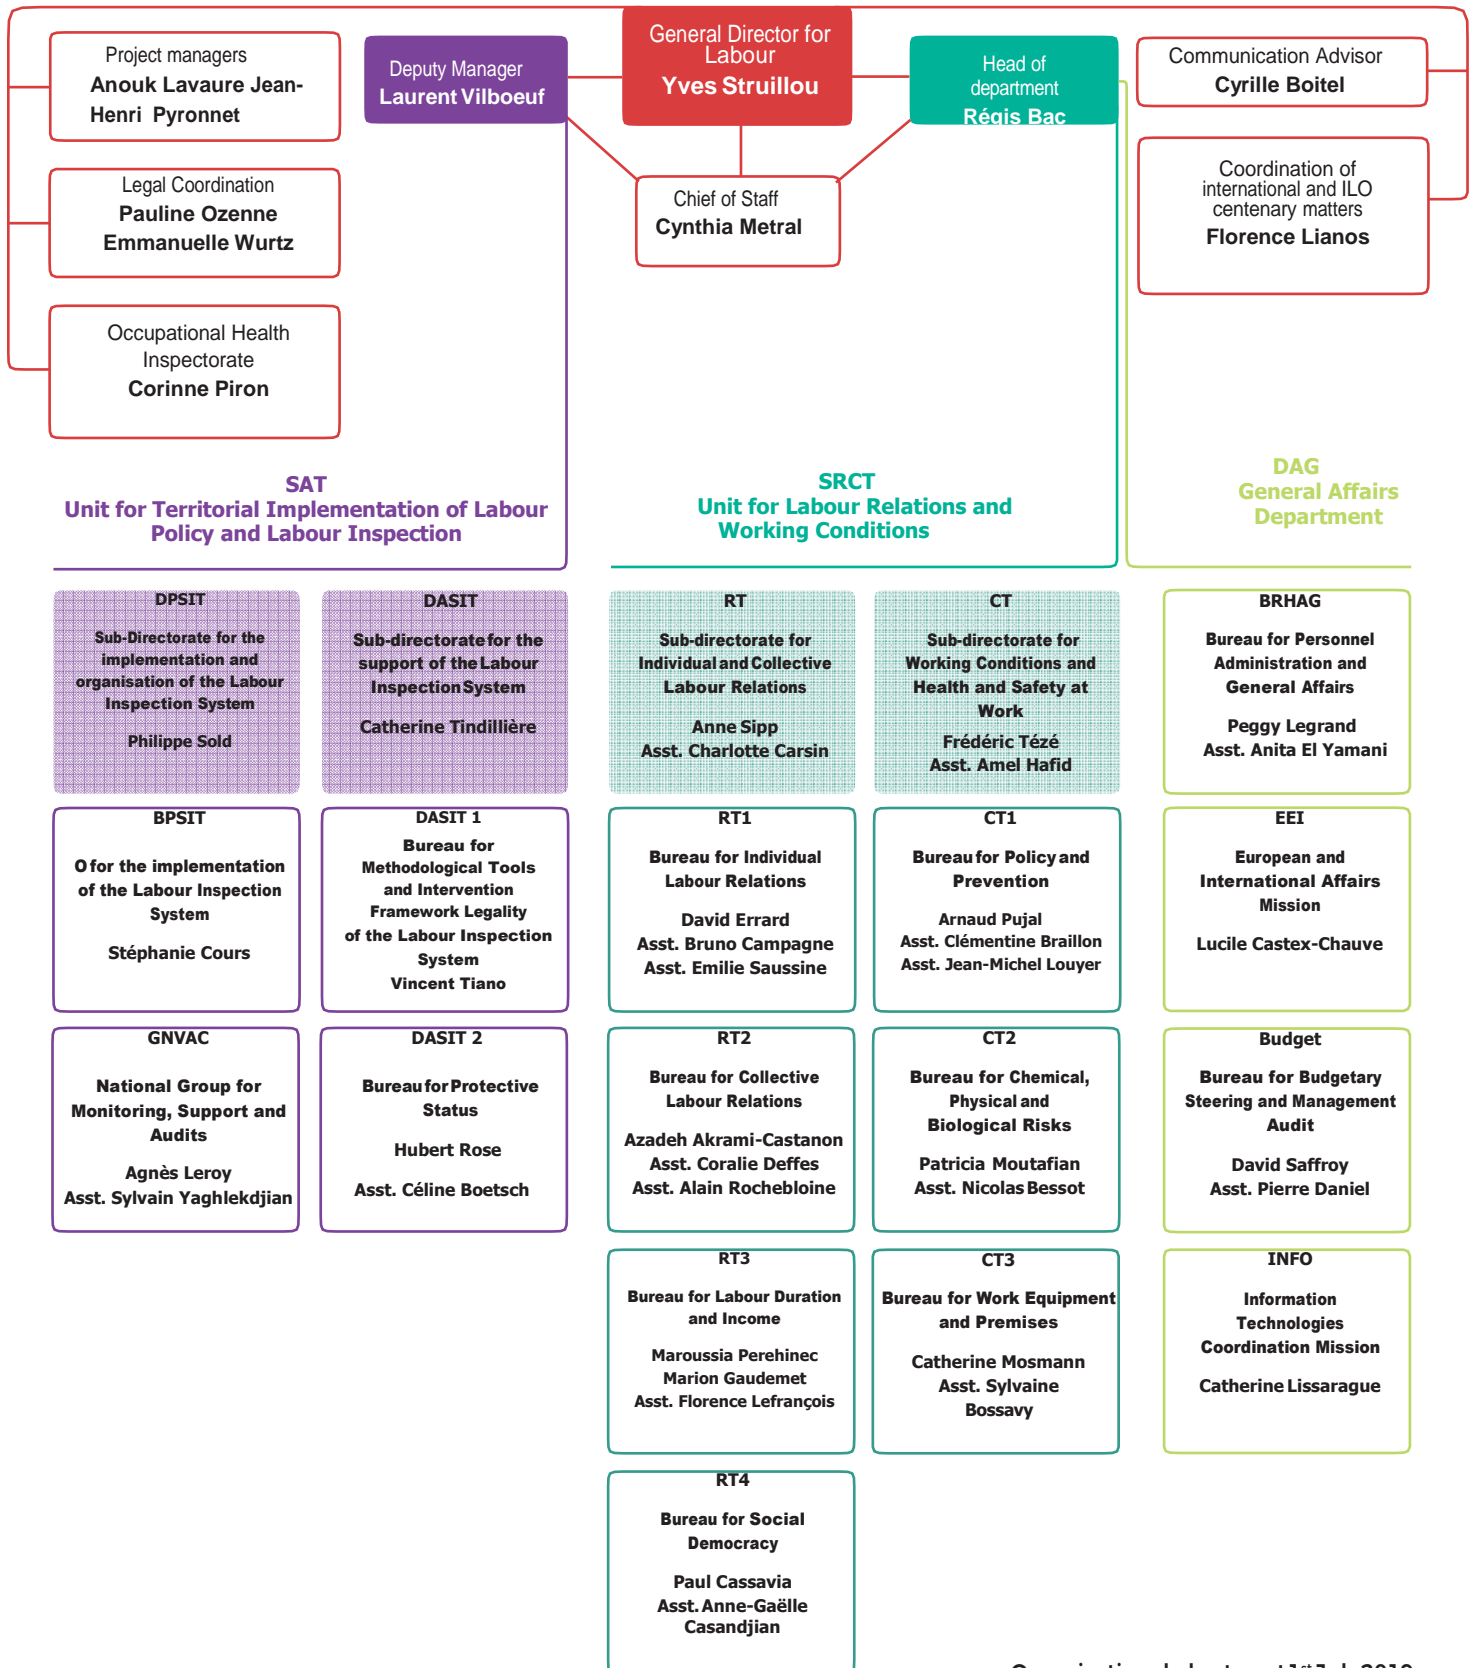 Project managers
Anouk Lavaure Jean-
Henri Pyronnet
Legal Coordination
Pauline Ozenne
Emmanuelle Wurtz
Occupational Health
Inspectorate
Corinne Piron
Deputy Manager
Laurent Vilboeuf
General Director for
Labour
Yves Struillou
Head of
department
Régis Bac
Chief of Staff
Cynthia Metral
Communication Advisor
Cyrille Boitel
Coordination of
international and ILO
centenary matters
Florence Lianos
SAT
Unit for Territorial Implementation of Labour
Policy and Labour Inspection
SRCT
Unit for Labour Relations and
Working Conditions
DAG
General Affairs
Department
DPSIT
Sub-Directorate for the
implementation and
organisation of the Labour
Inspection System
Philippe Sold
DASIT
Sub-directorate for the
support of the Labour
Inspection System
Catherine Tindillière
RT
Sub-directorate for
Individual and Collective
Labour Relations
Anne Sipp
Asst. Charlotte Carsin
CT
Sub-directorate for
Working Conditions and
Health and Safety at
Work
Frédéric Tézé
Asst. Amel Hafid
BRHAG
Bureau for Personnel
Administration and
General Affairs
Peggy Legrand
Asst. Anita El Yamani
BPSIT
O for the implementation
of the Labour Inspection
System
Stéphanie Cours
DASIT 1
Bureau for
Methodological Tools
and Intervention
Framework Legality
of the Labour Inspection
System
Vincent Tiano
RT1
Bureau for Individual
Labour Relations
David Errard
Asst. Bruno Campagne
Asst. Emilie Saussine
CT1
Bureau for Policy and
Prevention
Arnaud Pujal
Asst. Clémentine Braillon
Asst. Jean-Michel Louyer
EEI
European and
International Affairs
Mission
Lucile Castex-Chauve
GNVAC
National Group for
Monitoring, Support and
Audits
Agnès Leroy
Asst. Sylvain Yaghlekdjian
DASIT 2
Bureau for Protective
Status
Hubert Rose
Asst. Céline Boetsch
RT2
Bureau for Collective
Labour Relations
Azadeh Akrami-Castanon
Asst. Coralie Deffes
Asst. Alain Rochebloine
CT2
Bureau for Chemical,
Physical and
Biological Risks
Patricia Moutafian
Asst. Nicolas Bessot
Budget
Bureau for Budgetary
Steering and Management
Audit
David Saffroy
Asst. Pierre Daniel
RT3
Bureau for Labour Duration
and Income
Maroussia Perehinec
Marion Gaudemet
Asst. Florence Lefrançois
CT3
Bureau for Work Equipment
and Premises
Catherine Mosmann
Asst. Sylvaine
Bossavy
INFO
Information
Technologies
Coordination Mission
Catherine Lissarague
RT4
Bureau for Social
Democracy
Paul Cassavia
Asst. Anne-Gaëlle
Casandjian